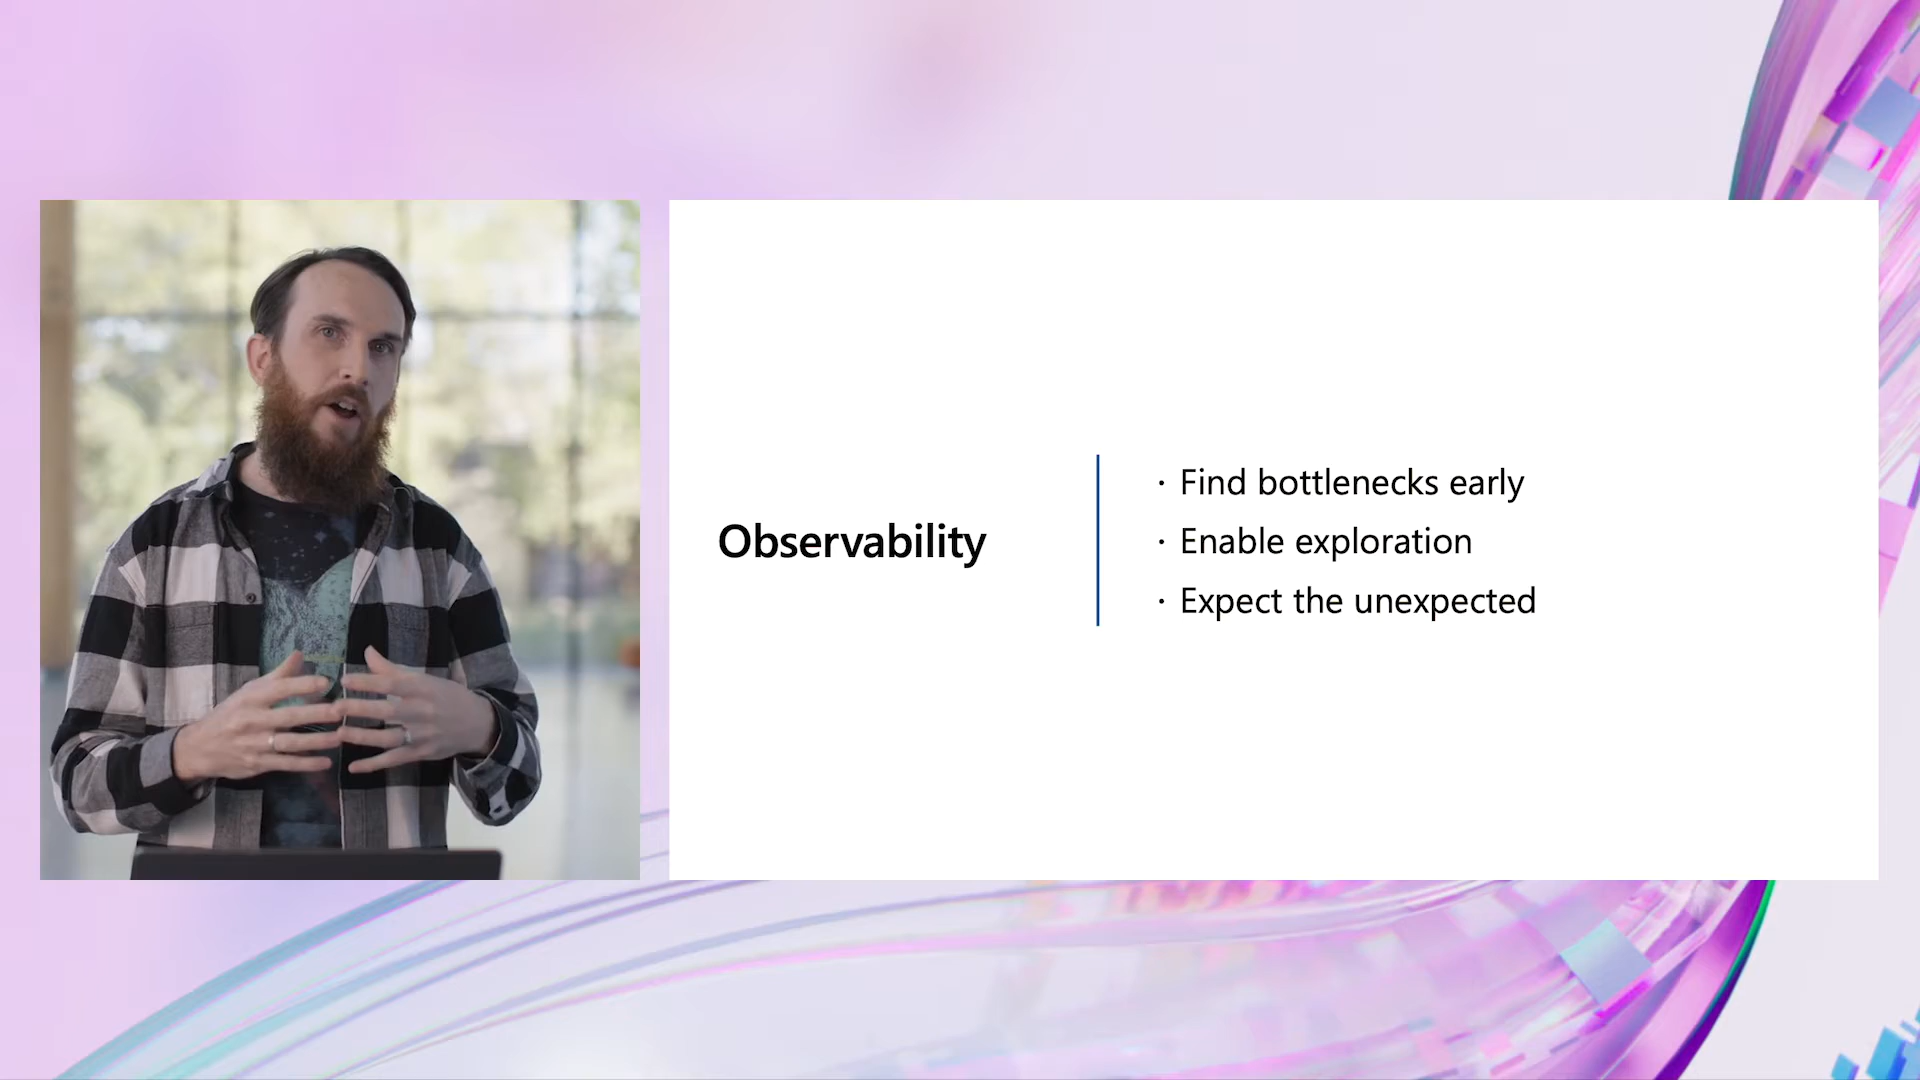 Observability
· Find bottlenecks early
· Enable exploration
· Expect the unexpected